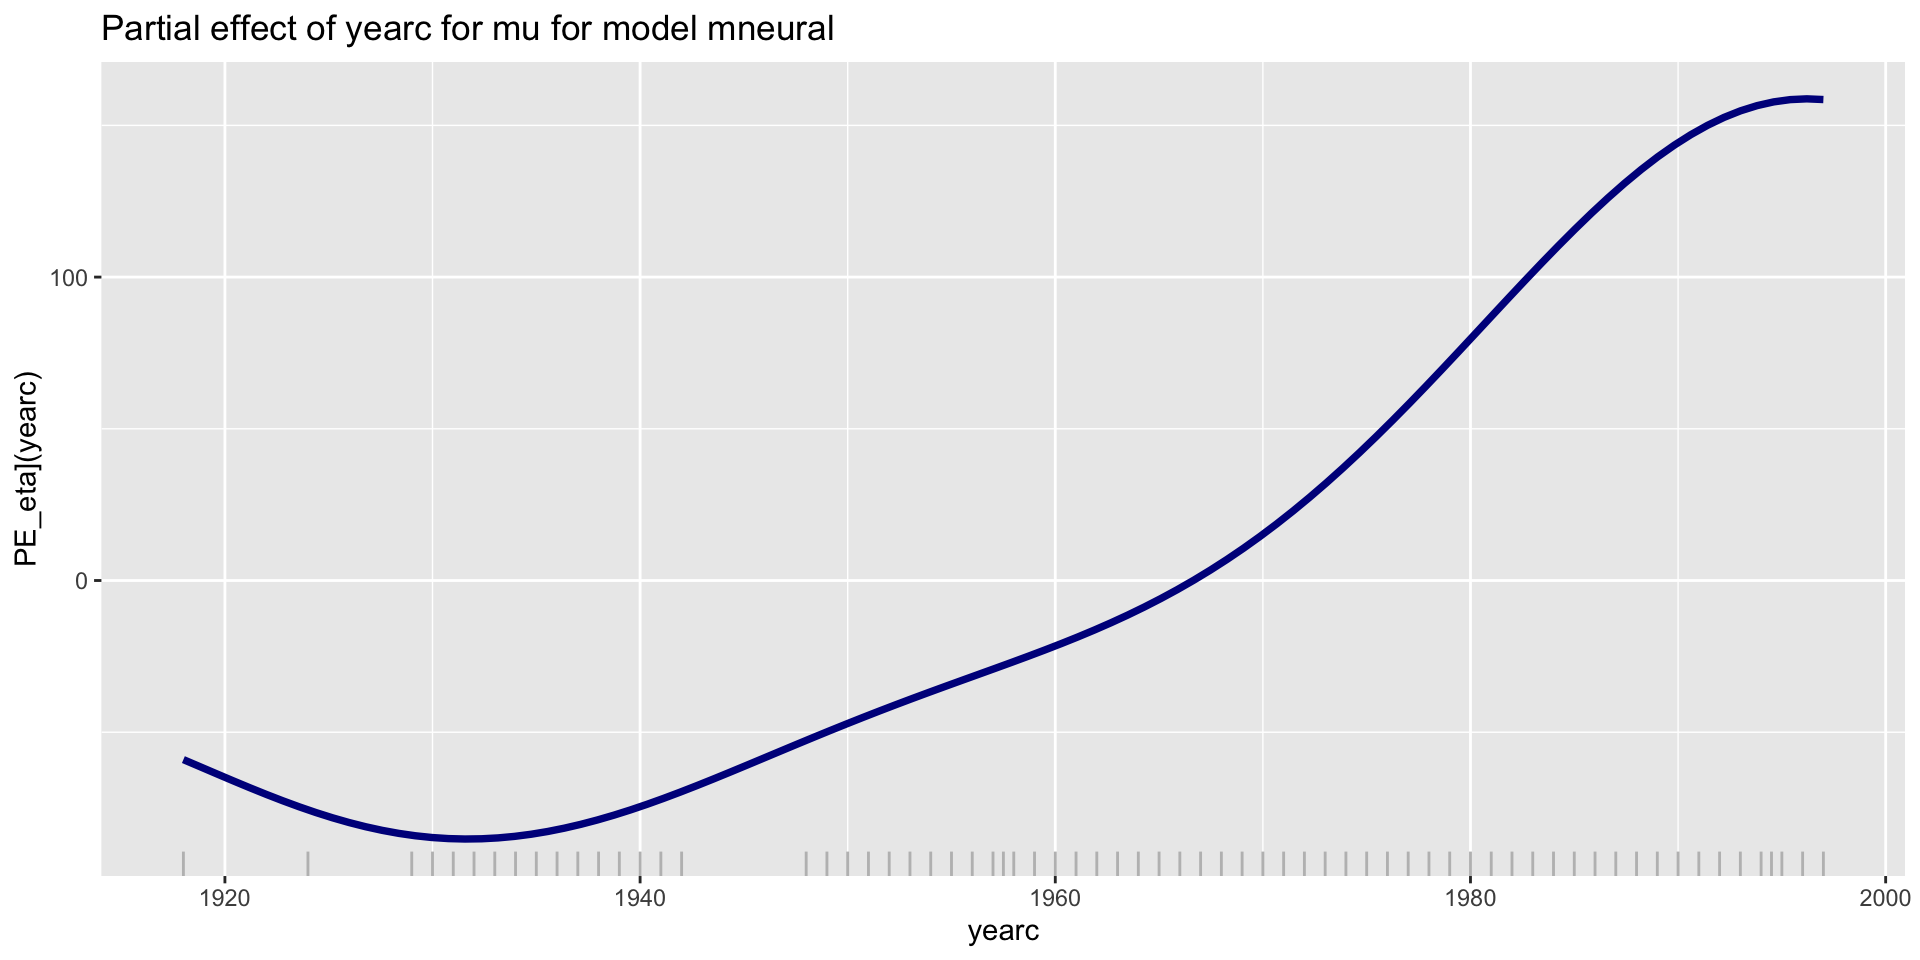 Partial effect of yearc for mu for model mneural
PE_eta](yearc)
100
0
1920
1940
1960
1980
2000
yearc